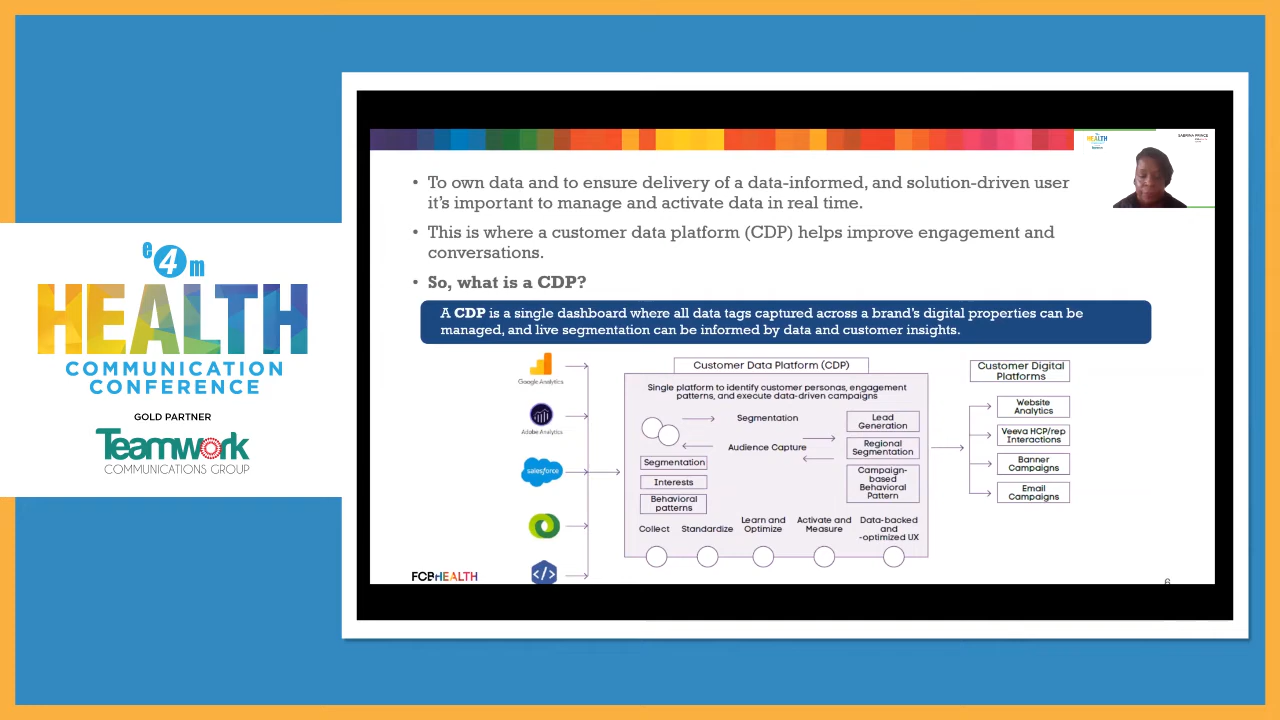 e4m
HEALTH
COMMUNICATION
CONFERENCE
GOLD PARTNER
Teamwork
COMMUNICATIONS GROUP
HEALTH
SABRINA PRINCE
• To own data and to ensure delivery of a data-informed, and solution-driven user
it's important to manage and activate data in real time.
• This is where a customer data platform (CDP) helps improve engagement and
conversations.
• So, what is a CDP?
A CDP is a single dashboard where all data tags captured across a brand's digital properties can be
managed, and live segmentation can be informed by data and customer insights.
Google Analytics
Adobe Analytics
salesforce
</>
Customer Data Platform (CDP)
Single platform to identify customer personas, engagement
patterns, and execute data-driven campaigns
Segmentation
Audience Capture
Segmentation
Interests
Behavioral
patterns
Lead
Generation
Regional
Segmentation
Campaign-
based
Behavioral
Pattern
Collect
Standardize
Learn and
Optimize
Activate and
Measure
Data-backed
and
-optimized UX
Customer Digital
Platforms
Website
Analytics
Veeva HCP/rep
Interactions
Banner
Campaigns
Email
Campaigns
FCBHEALTH
6